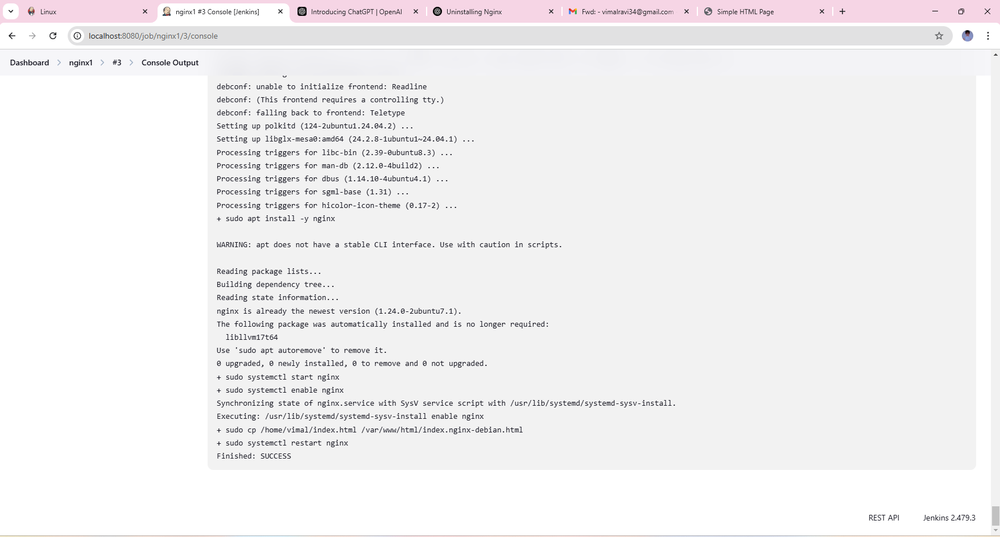 Linux
nginx1 #3 Console [Jenkins]
Introducing ChatGPT | OpenAI
Uninstalling Nginx
Fwd: - vimalravi34@gmail.com
Simple HTML Page
localhost:8080/job/nginx1/3/console
Dashboard
nginx1
#3
Console Output
debconf: unable to initialize frontend: Readline
debconf: (This frontend requires a controlling tty.)
debconf: falling back to frontend: Teletype
Setting up polkitd (124-2ubuntu1.24.04.2) ...
Setting up libglx-mesa0:amd64 (24.2.8-1ubuntu1~24.04.1) ...
Processing triggers for libc-bin (2.39-0ubuntu8.3) ...
Processing triggers for man-db (2.12.0-4build2) ...
Processing triggers for dbus (1.14.10-4ubuntu4.1) ...
Processing triggers for sgml-base (1.31) ...
Processing triggers for hicolor-icon-theme (0.17-2) ...
+ sudo apt install -y nginx
WARNING: apt does not have a stable CLI interface. Use with caution in scripts.
Reading package lists...
Building dependency tree...
Reading state information...
nginx is already the newest version (1.24.0-2ubuntu7.1).
The following package was automatically installed and is no longer required:
  libllvm17t64
Use 'sudo apt autoremove' to remove it.
0 upgraded, 0 newly installed, 0 to remove and 0 not upgraded.
+ sudo systemctl start nginx
+ sudo systemctl enable nginx
Synchronizing state of nginx.service with SysV service script with /usr/lib/systemd/systemd-sysv-install.
Executing: /usr/lib/systemd/systemd-sysv-install enable nginx
+ sudo cp /home/vimal/index.html /var/www/html/index.nginx-debian.html
+ sudo systemctl restart nginx
Finished: SUCCESS
REST API
Jenkins 2.479.3